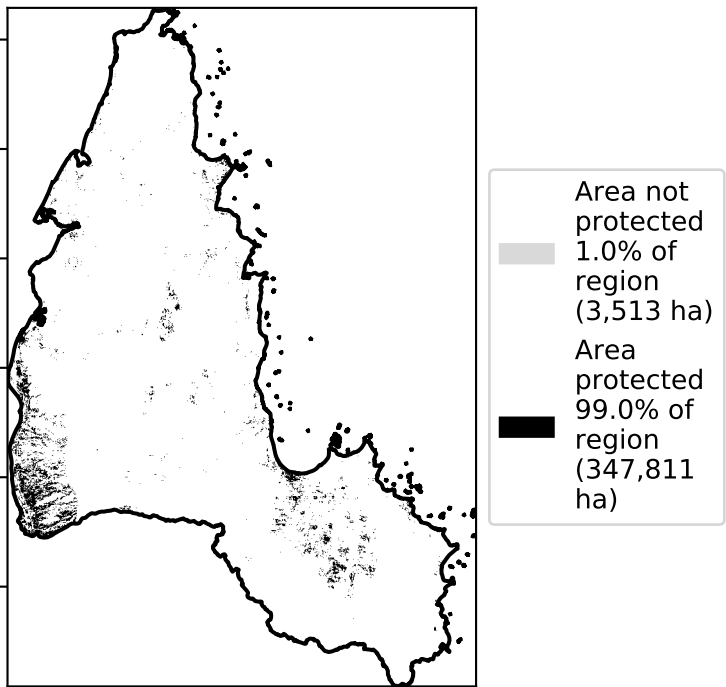 Area not
protected
1.0% of
region
(3,513 ha)
Area
protected
99.0% of
region
(347,811
ha)